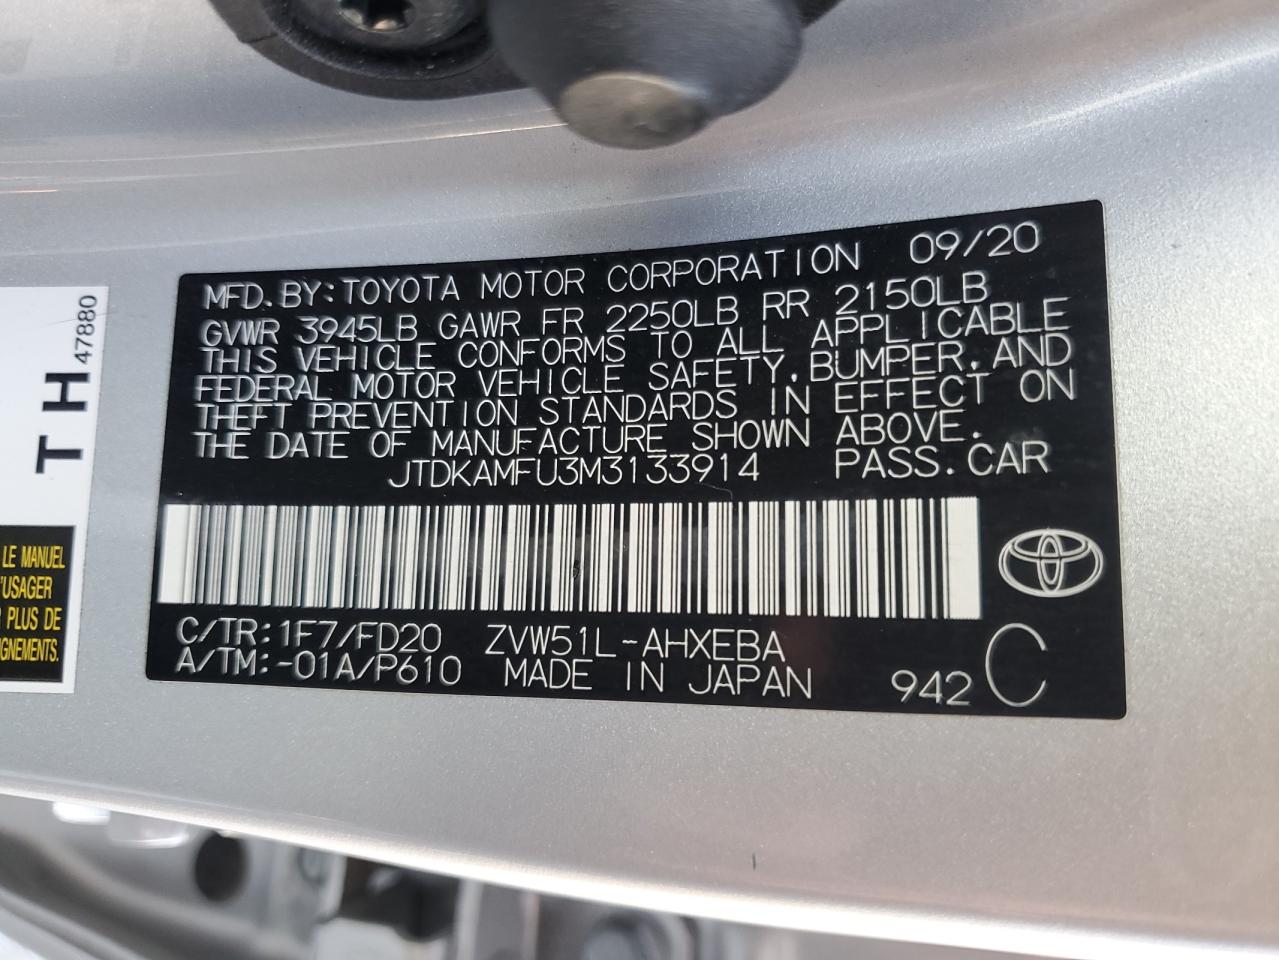 MFD.BY:TOYOTA MOTOR CORPORATION 09/20
GVWR 3945LB GAWR FR 2250LB RR 2150LB
THIS VEHICLE CONFORMS TO ALL APPLICABLE
FEDERAL MOTOR VEHICLE SAFETY,BUMPER,AND
THEFT PREVENTION STANDARDS IN EFFECT ON
THE DATE OF MANUFACTURE SHOWN ABOVE.
JTDKAMFU3M3133914 PASS.CAR
C/TR:1F7/FD20 ZVW51L-AHXEBA
A/TM:-01A/P610 MADE IN JAPAN 942 C
TH 47880
LE MANUEL
'USAGER
PLUS DE
GNEMENTS.